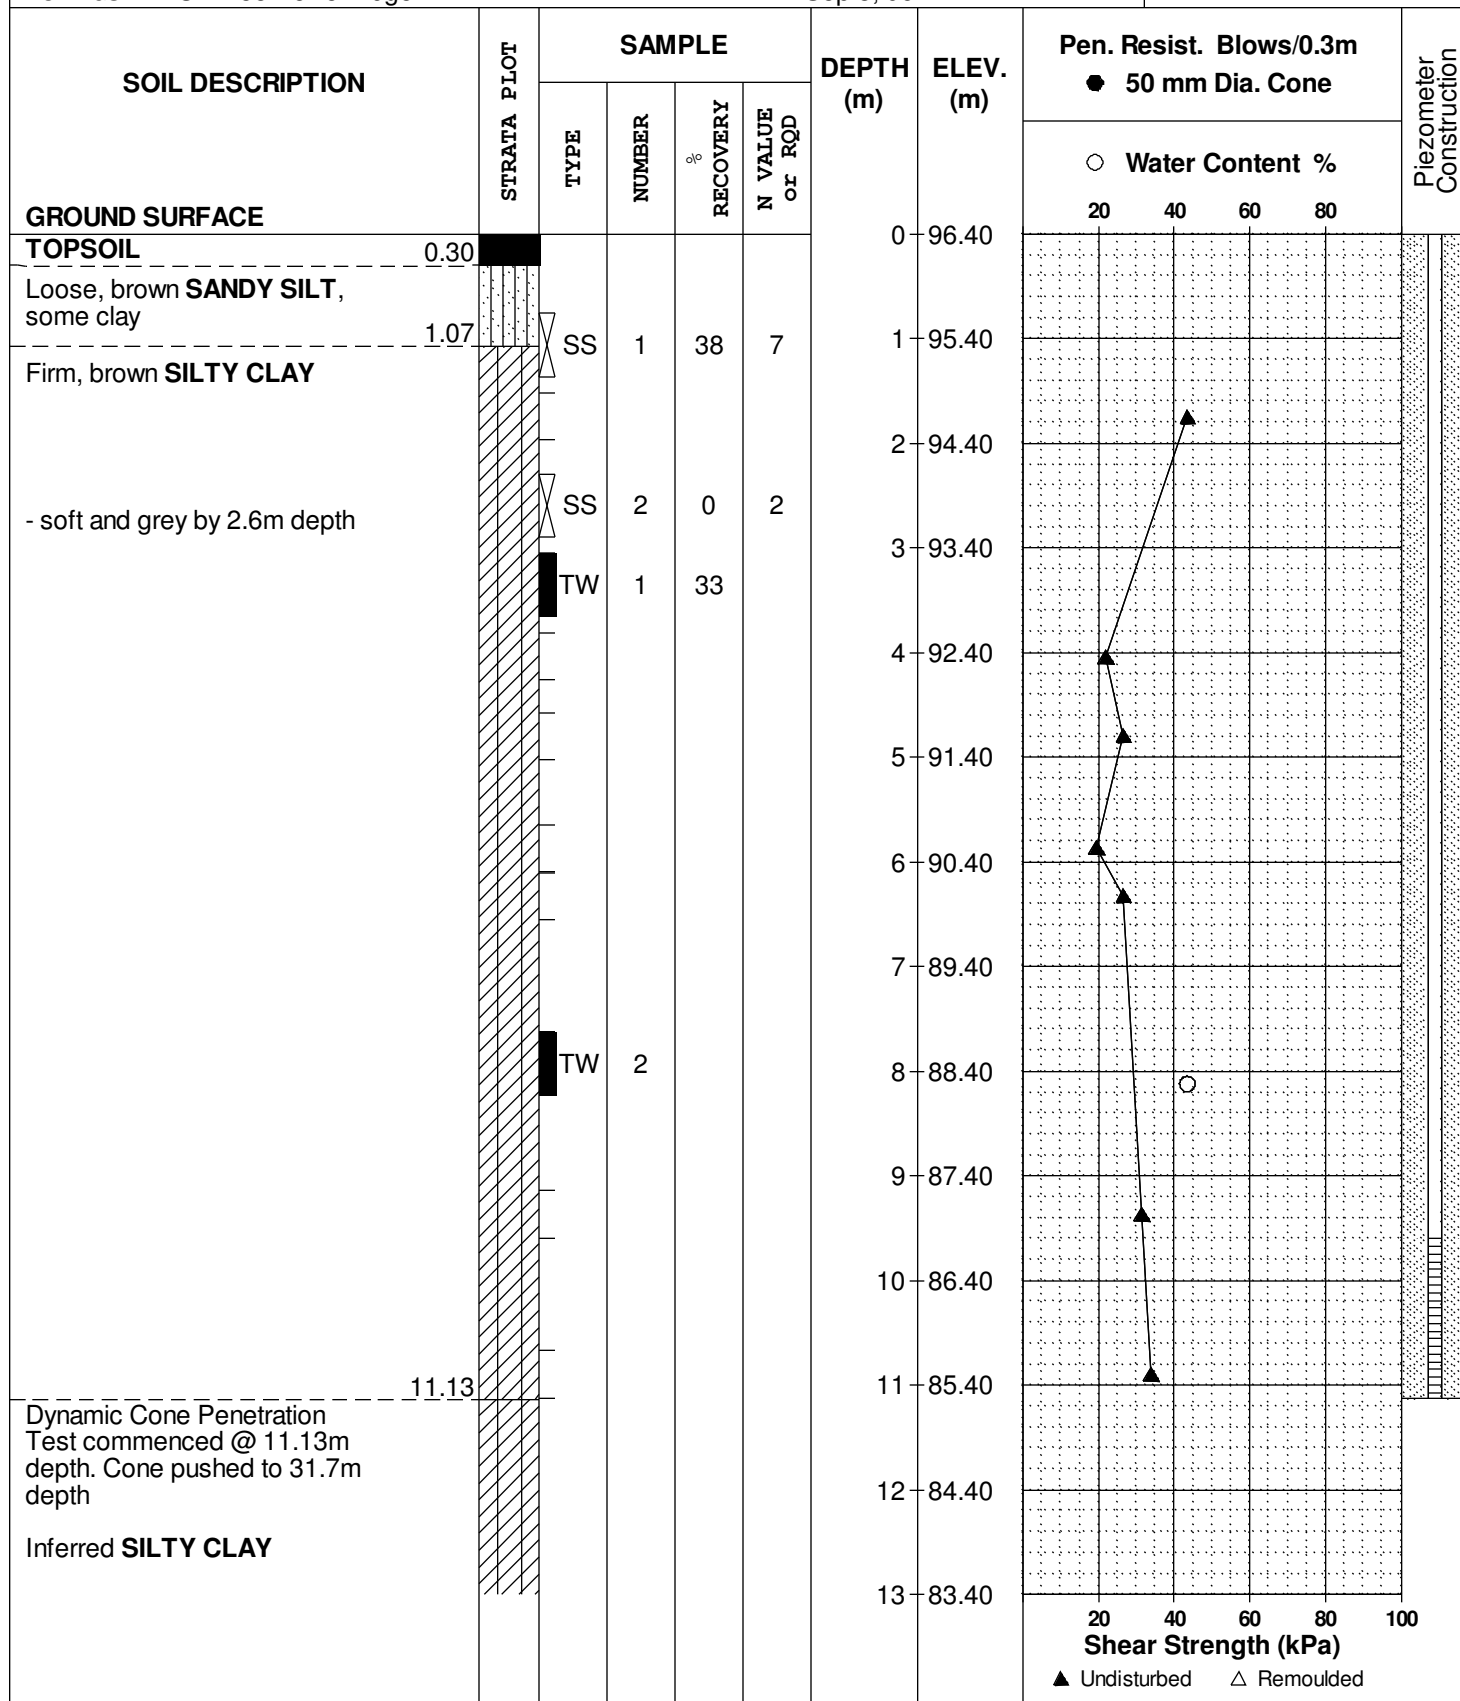 SOIL DESCRIPTION
GROUND SURFACE
STRATA PLOT
SAMPLE
TYPE
NUMBER
% RECOVERY
N VALUE
or RQD
DEPTH
(m)
ELEV.
(m)
Pen. Resist. Blows/0.3m
● 50 mm Dia. Cone
○ Water Content %
20 40 60 80
Piezometer
Construction
TOPSOIL 0.30
Loose, brown SANDY SILT,
some clay
1.07
Firm, brown SILTY CLAY
- soft and grey by 2.6m depth
11.13
Dynamic Cone Penetration
Test commenced @ 11.13m
depth. Cone pushed to 31.7m
depth
Inferred SILTY CLAY
SS 1 38 7
SS 2 0 2
TW 1 33
TW 2
0 96.40
1 95.40
2 94.40
3 93.40
4 92.40
5 91.40
6 90.40
7 89.40
8 88.40
9 87.40
10 86.40
11 85.40
12 84.40
13 83.40
20 40 60 80 100
Shear Strength (kPa)
▲ Undisturbed △ Remoulded